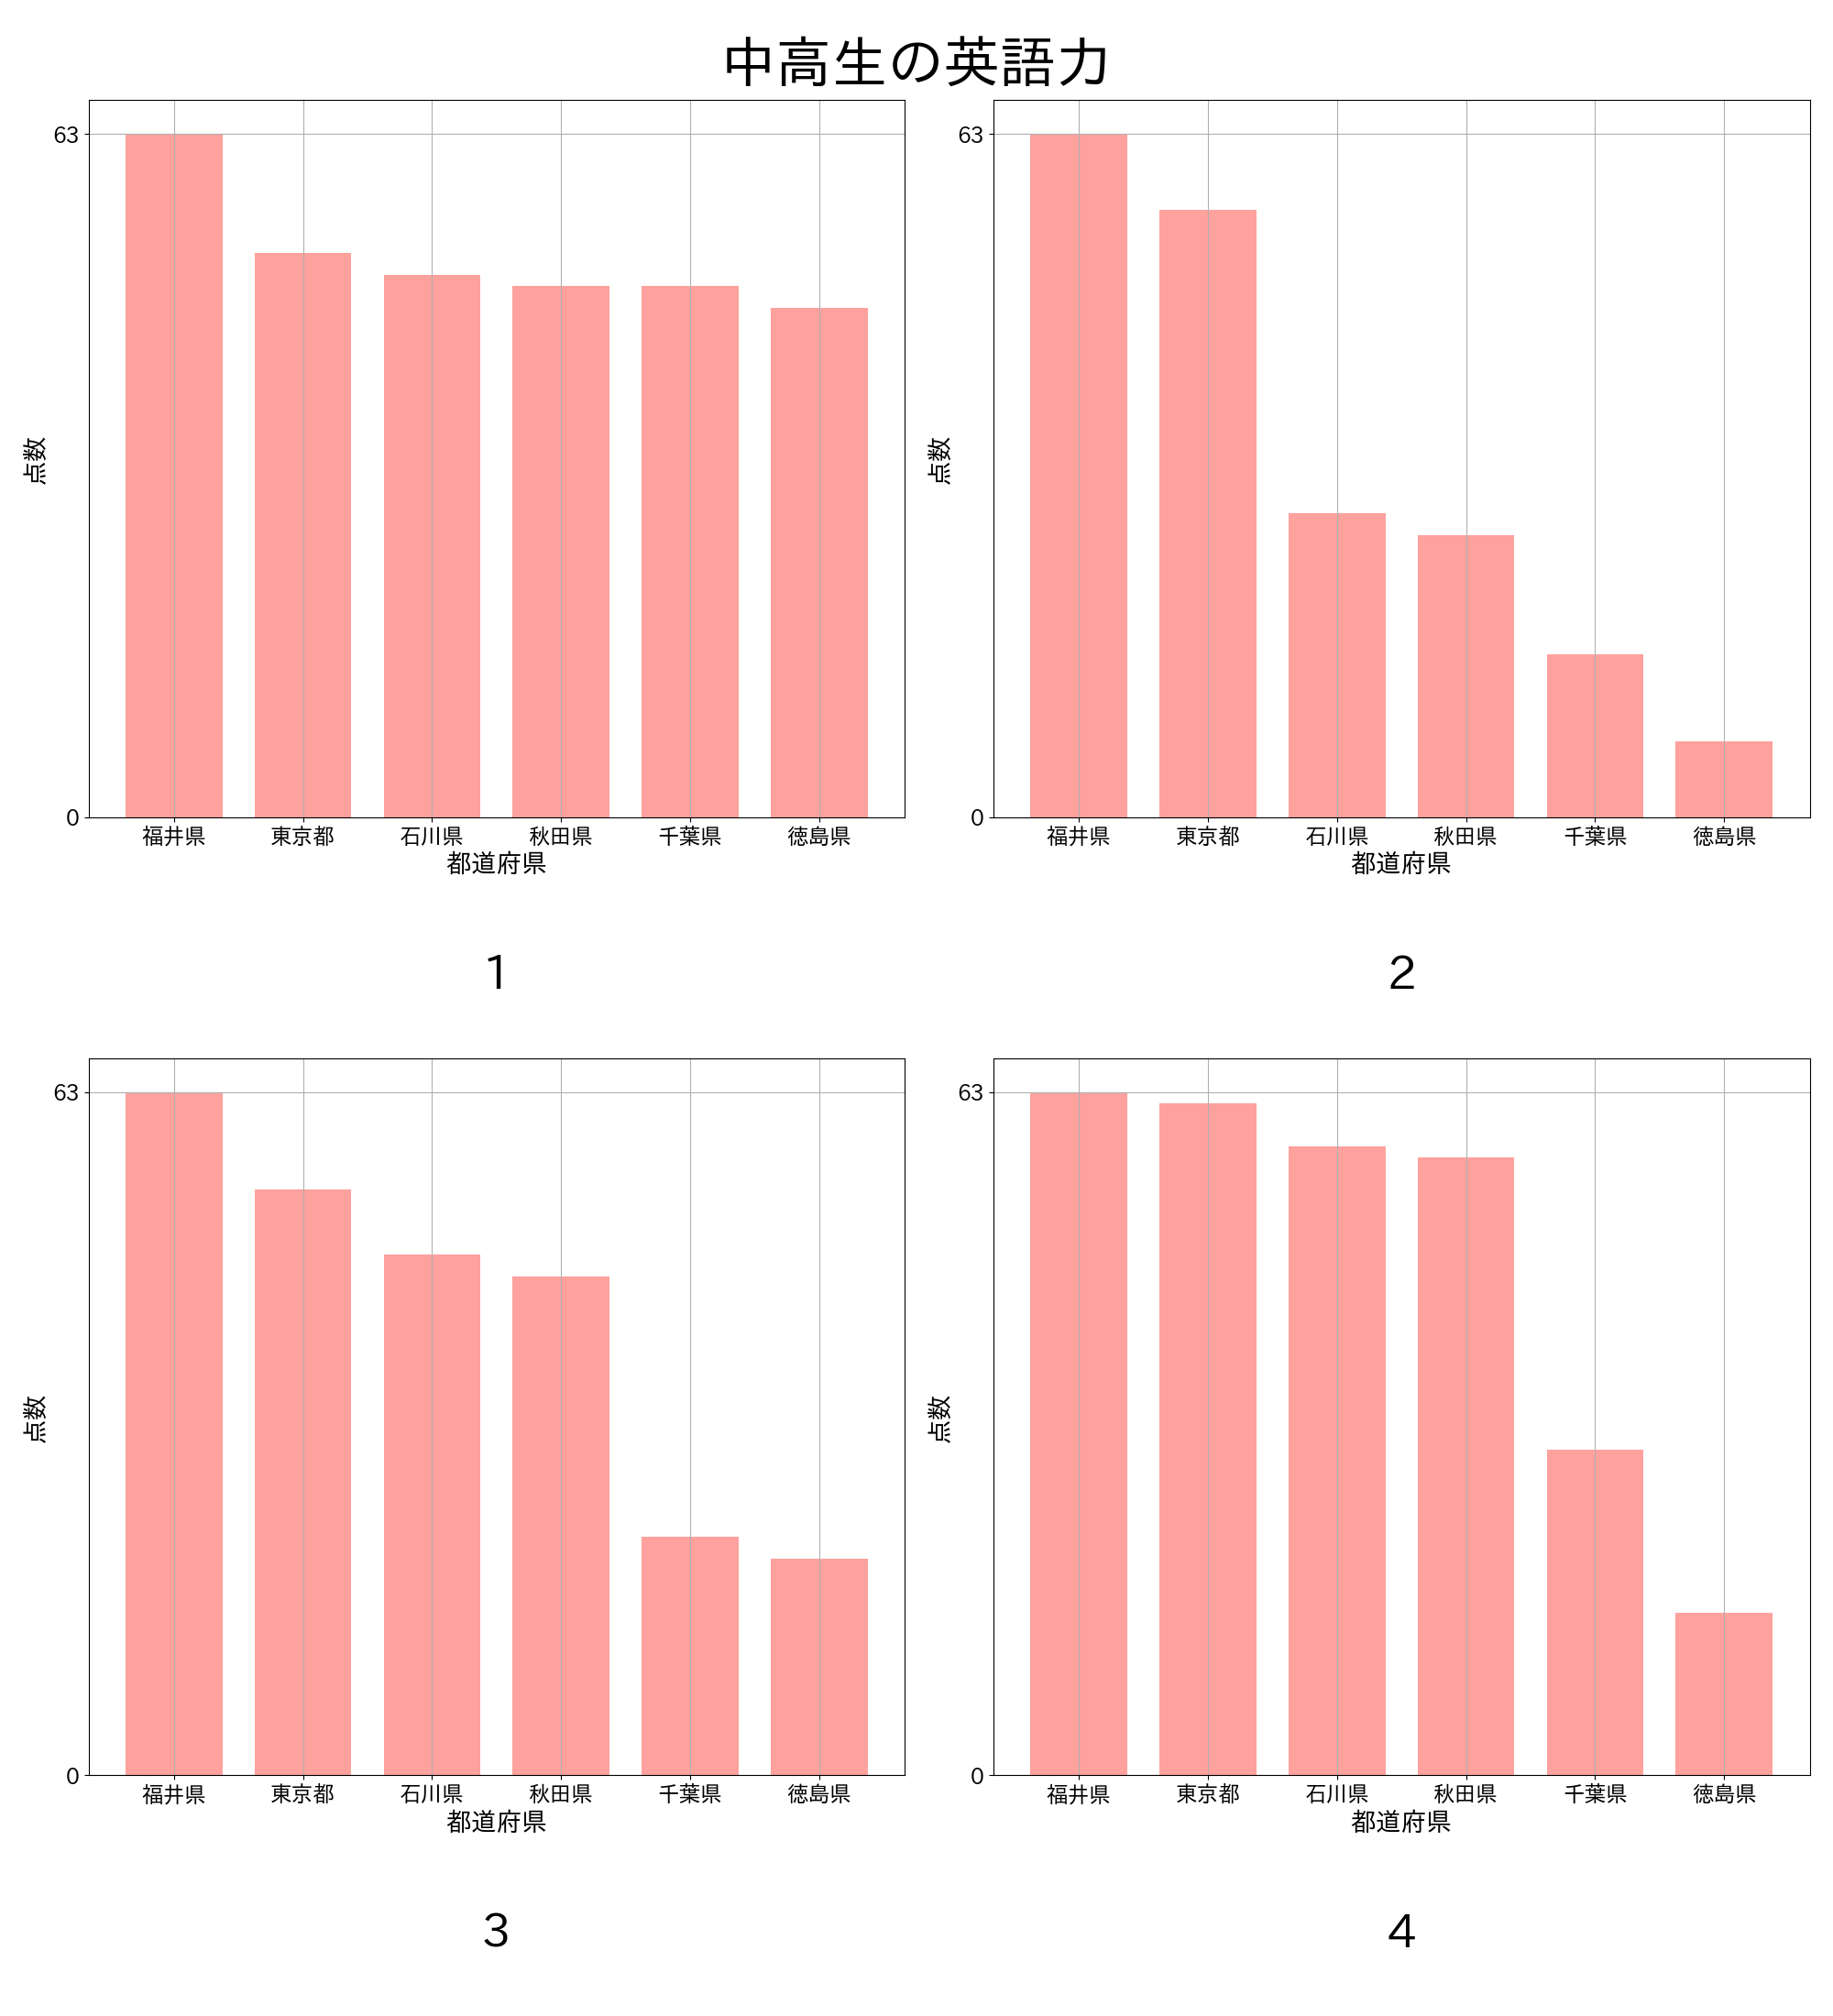 中高生の英語力
63
点数
0
福井県 東京都 石川県 秋田県 千葉県 徳島県
都道府県
1
63
点数
0
福井県 東京都 石川県 秋田県 千葉県 徳島県
都道府県
2
63
点数
0
福井県 東京都 石川県 秋田県 千葉県 徳島県
都道府県
3
63
点数
0
福井県 東京都 石川県 秋田県 千葉県 徳島県
都道府県
4